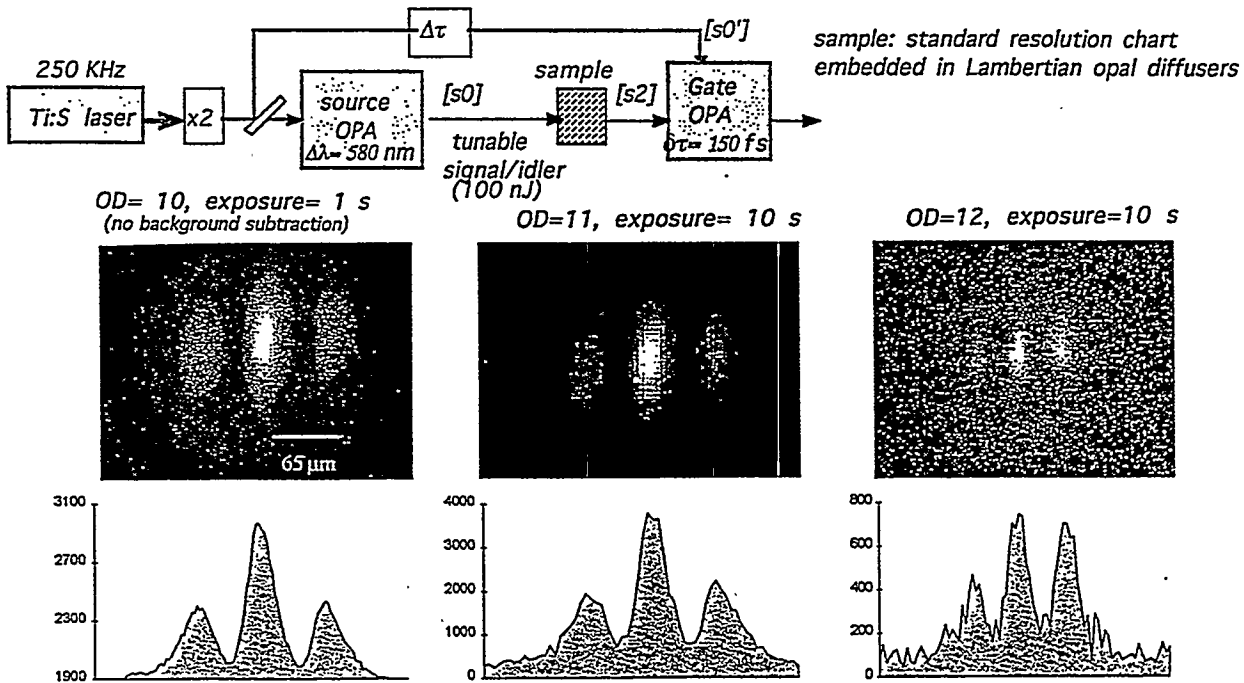 Δτ
[s0']
sample: standard resolution chart
embedded in Lambertian opal diffusers
250 KHz
Ti:S laser
x2
source
OPA
Δλ= 580 nm
[s0]
tunable
signal/idler
(100 nJ)
sample
[s2]
Gate
OPA
δτ= 150 fs
OD= 10, exposure= 1 s
(no background subtraction)
OD=11, exposure= 10 s
OD=12, exposure=10 s
65 μm
3100
2700
2300
1900
4000
3000
2000
1000
0
800
600
400
200
0